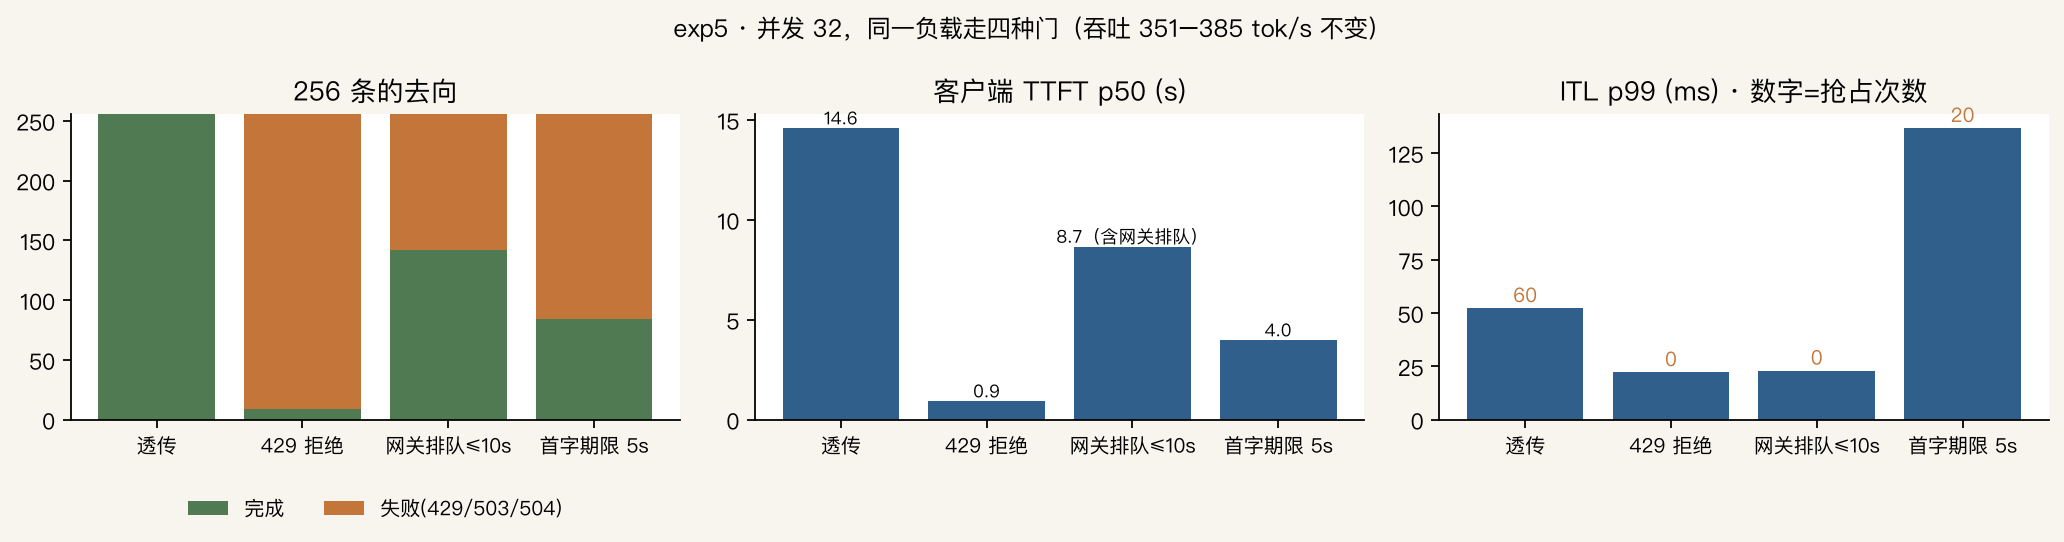 exp5 · 并发 32，同一负载走四种门（吞吐 351—385 tok/s 不变）
256 条的去向
250
200
150
100
50
0
透传
429 拒绝
网关排队≤10s
首字期限 5s
完成
失败(429/503/504)
客户端 TTFT p50 (s)
15
10
5
0
14.6
0.9
8.7（含网关排队）
4.0
透传
429 拒绝
网关排队≤10s
首字期限 5s
ITL p99 (ms) · 数字=抢占次数
125
100
75
50
25
0
60
0
0
20
透传
429 拒绝
网关排队≤10s
首字期限 5s